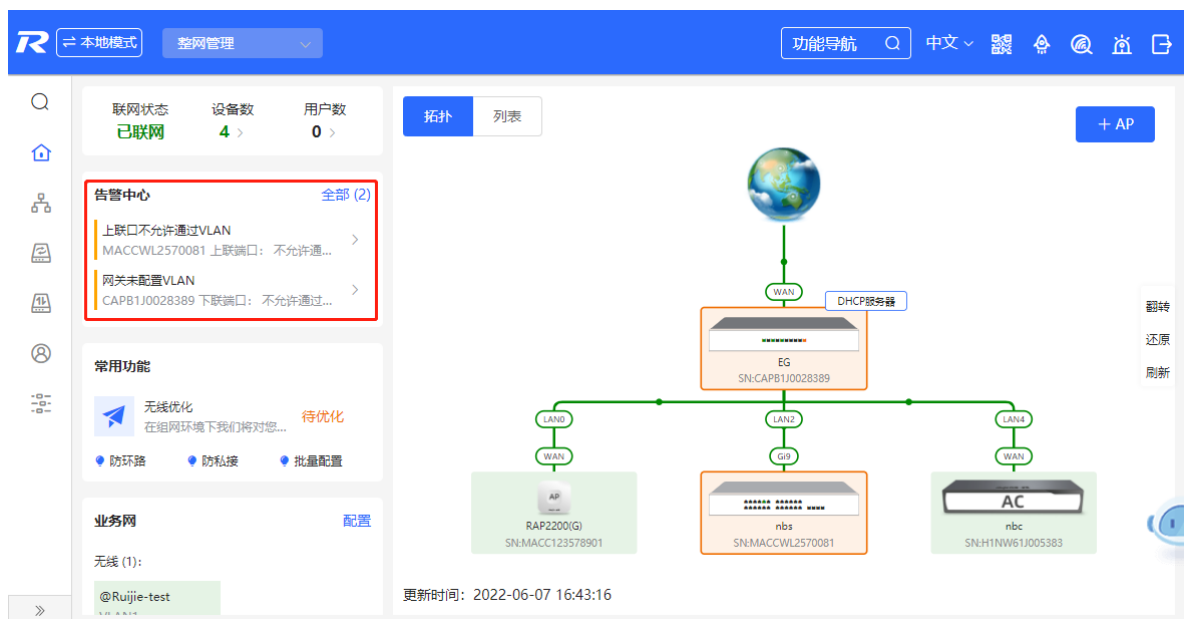 本地模式
整网管理
功能导航
中文
联网状态 设备数 用户数
已联网 4 0
告警中心 全部 (2)
上联口不允许通过VLAN
MACCWL2570081 上联端口： 不允许通...
网关未配置VLAN
CAPB1J0028389 下联端口： 不允许通过...
常用功能
无线优化
在组网环境下我们将对您...
待优化
防环路 防私接 批量配置
业务网 配置
无线 (1):
@Ruijie-test
VLAN1
拓扑 列表
+ AP
WAN
DHCP服务器
EG
SN:CAPB1J0028389
LAN0 LAN2 LAN4
WAN Gi9 WAN
AP
RAP2200(G)
SN:MACC123578901
nbs
SN:MACCWL2570081
AC
nbc
SN:H1NW61J005383
翻转
还原
刷新
更新时间：2022-06-07 16:43:16